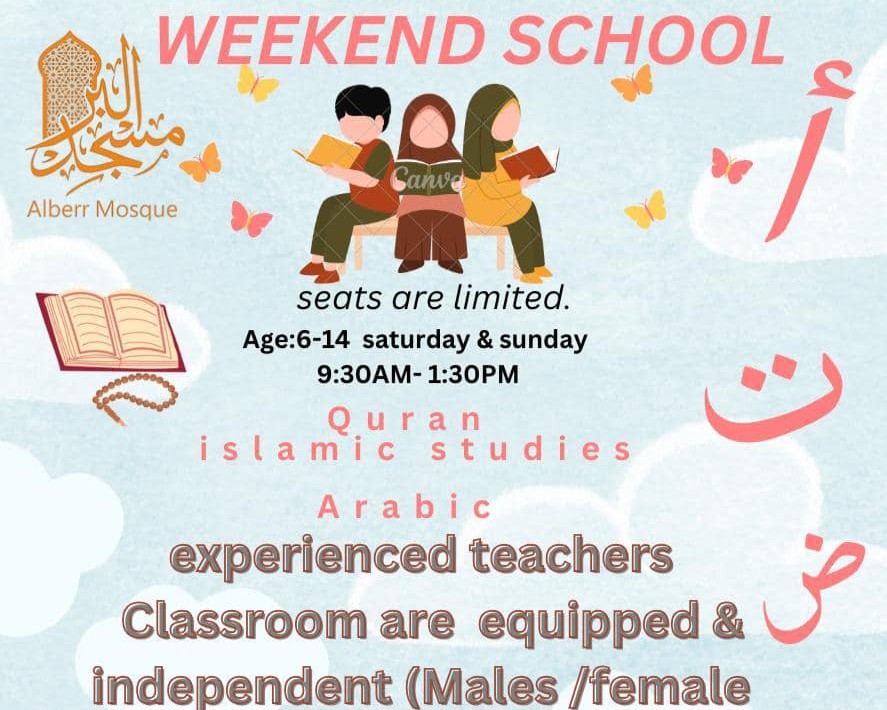 WEEKEND SCHOOL
مسجد البر
Alberr Mosque
Canva
أ
seats are limited.
Age:6-14 saturday & sunday
9:30AM- 1:30PM
ت
Quran
islamic studies
Arabic
experienced teachers
ض
Classroom are equipped &
independent (Males /female